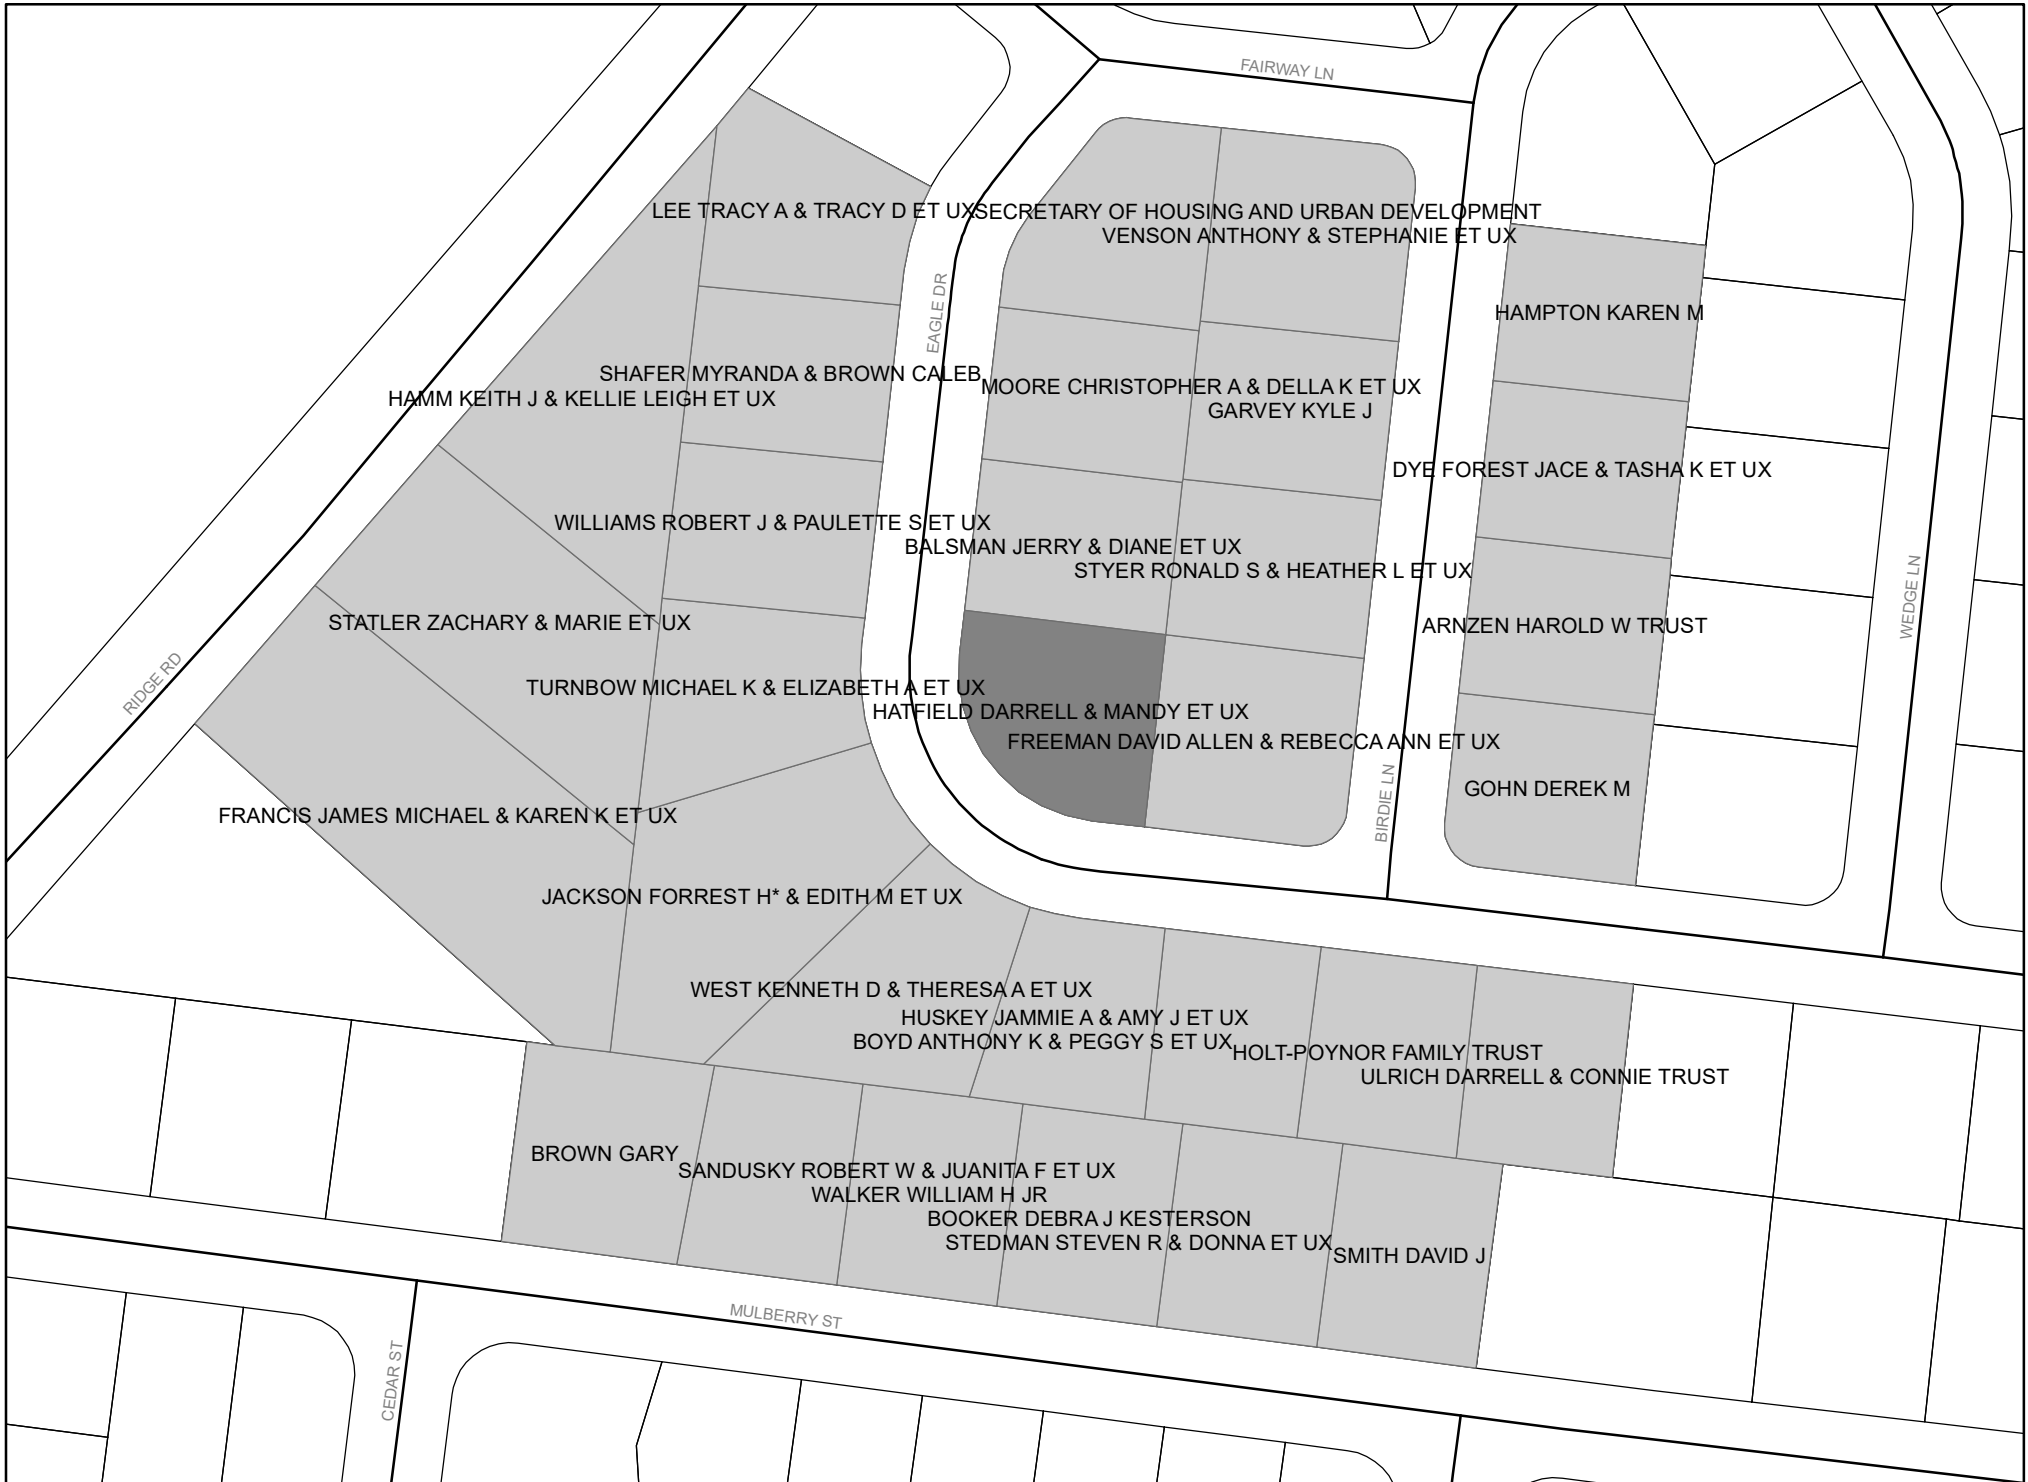 FAIRWAY LN
LEE TRACY A & TRACY D ET UX
SECRETARY OF HOUSING AND URBAN DEVELOPMENT
VENSON ANTHONY & STEPHANIE ET UX
EAGLE DR
HAMPTON KAREN M
SHAFER MYRANDA & BROWN CALEB
HAMM KEITH J & KELLIE LEIGH ET UX
MOORE CHRISTOPHER A & DELLA K ET UX
GARVEY KYLE J
DYE FOREST JACE & TASHA K ET UX
WILLIAMS ROBERT J & PAULETTE S ET UX
BALSMAN JERRY & DIANE ET UX
STYER RONALD S & HEATHER L ET UX
WEDGE LN
STATLER ZACHARY & MARIE ET UX
ARNZEN HAROLD W TRUST
RIDGE RD
TURNBOW MICHAEL K & ELIZABETH A ET UX
HATFIELD DARRELL & MANDY ET UX
FREEMAN DAVID ALLEN & REBECCA ANN ET UX
BIRDIE LN
GOHN DEREK M
FRANCIS JAMES MICHAEL & KAREN K ET UX
JACKSON FORREST H* & EDITH M ET UX
WEST KENNETH D & THERESA A ET UX
HUSKEY JAMMIE A & AMY J ET UX
BOYD ANTHONY K & PEGGY S ET UX
HOLT-POYNOR FAMILY TRUST
ULRICH DARRELL & CONNIE TRUST
BROWN GARY
SANDUSKY ROBERT W & JUANITA F ET UX
WALKER WILLIAM H JR
BOOKER DEBRA J KESTERSON
STEDMAN STEVEN R & DONNA ET UX
SMITH DAVID J
MULBERRY ST
CEDAR ST